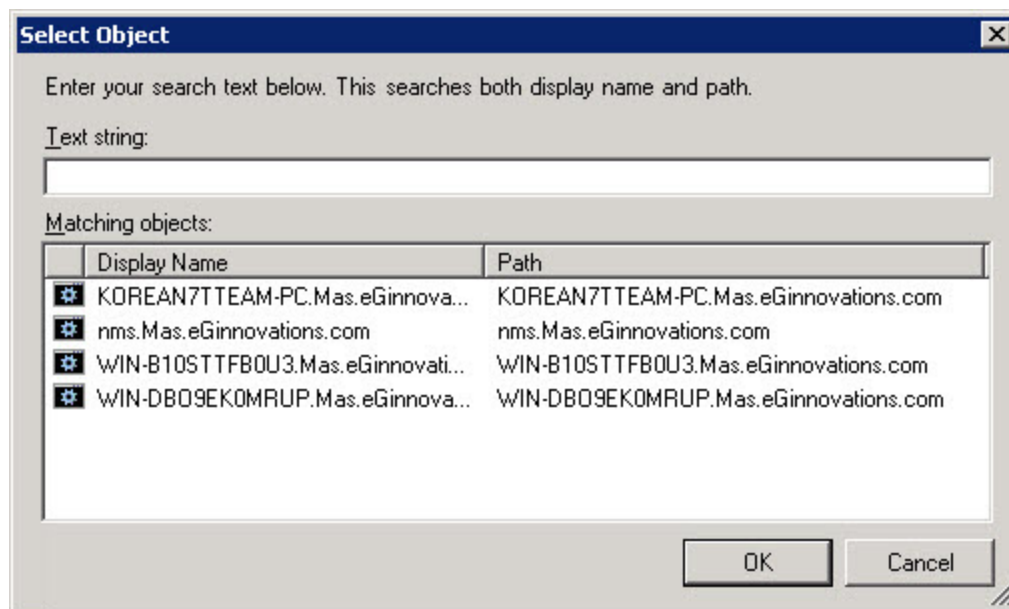 Select Object
Enter your search text below. This searches both display name and path.
Text string:
Matching objects:
Display Name Path
KOREAN7TTEAM-PC.Mas.eGinnova... KOREAN7TTEAM-PC.Mas.eGinnovations.com
nms.Mas.eGinnovations.com nms.Mas.eGinnovations.com
WIN-B10STTFB0U3.Mas.eGinnovati... WIN-B10STTFB0U3.Mas.eGinnovations.com
WIN-DBO9EK0MRUP.Mas.eGinnova... WIN-DBO9EK0MRUP.Mas.eGinnovations.com
OK Cancel